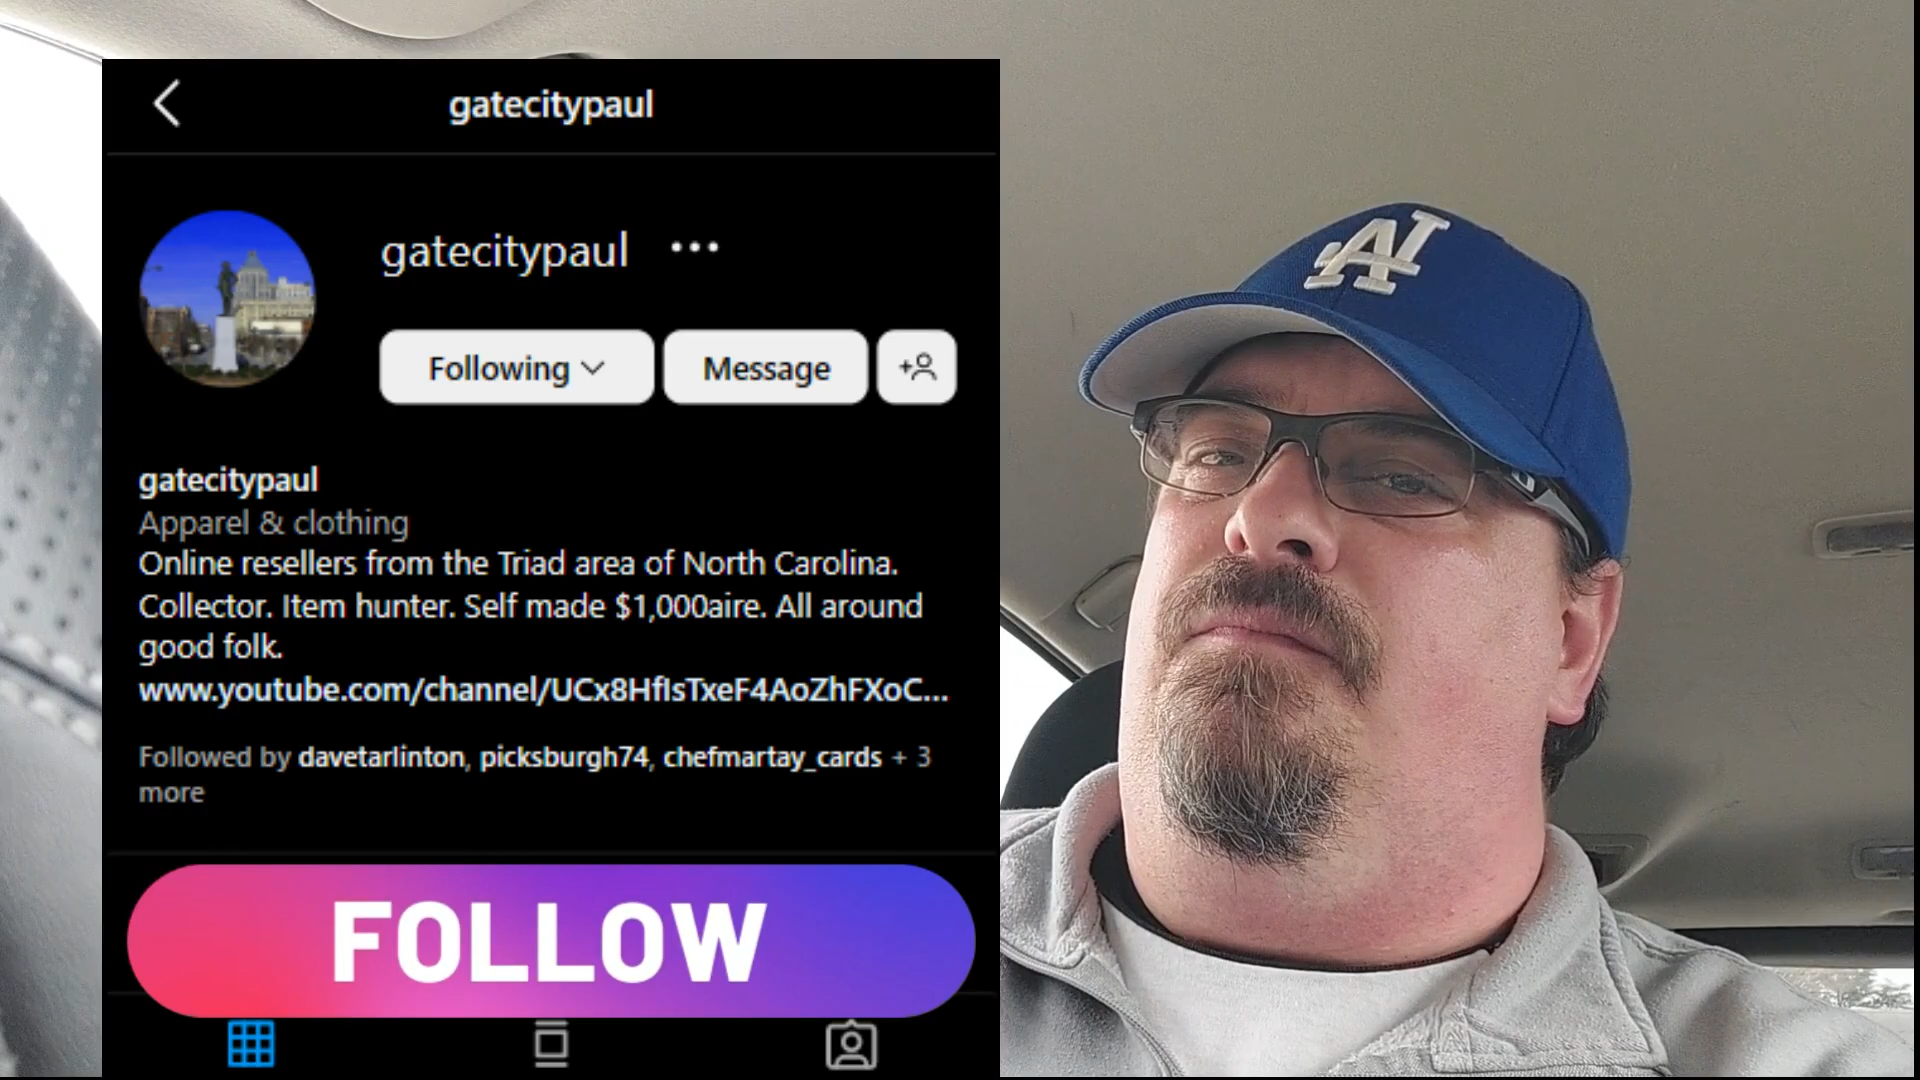 gatecitypaul
gatecitypaul
Following
Message
gatecitypaul
Apparel & clothing
Online resellers from the Triad area of North Carolina.
Collector. Item hunter. Self made $1,000aire. All around
good folk.
www.youtube.com/channel/UCx8HfIsTxeF4AoZhFXoC...
Followed by davetarlinton, picksburgh74, chefmartay_cards + 3
more
FOLLOW
LA